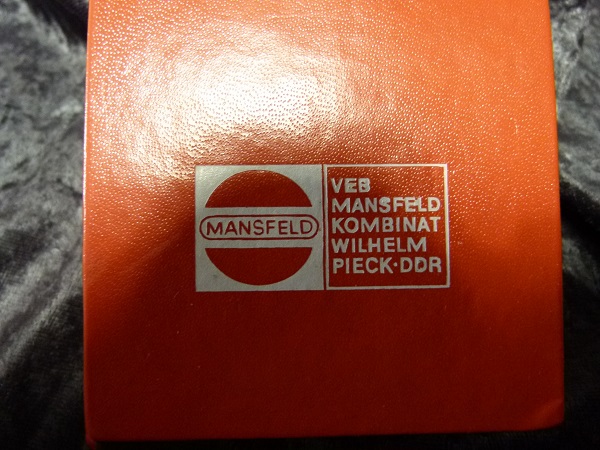 MANSFELD
VEB
MANSFELD
KOMBINAT
WILHELM
PIECK·DDR